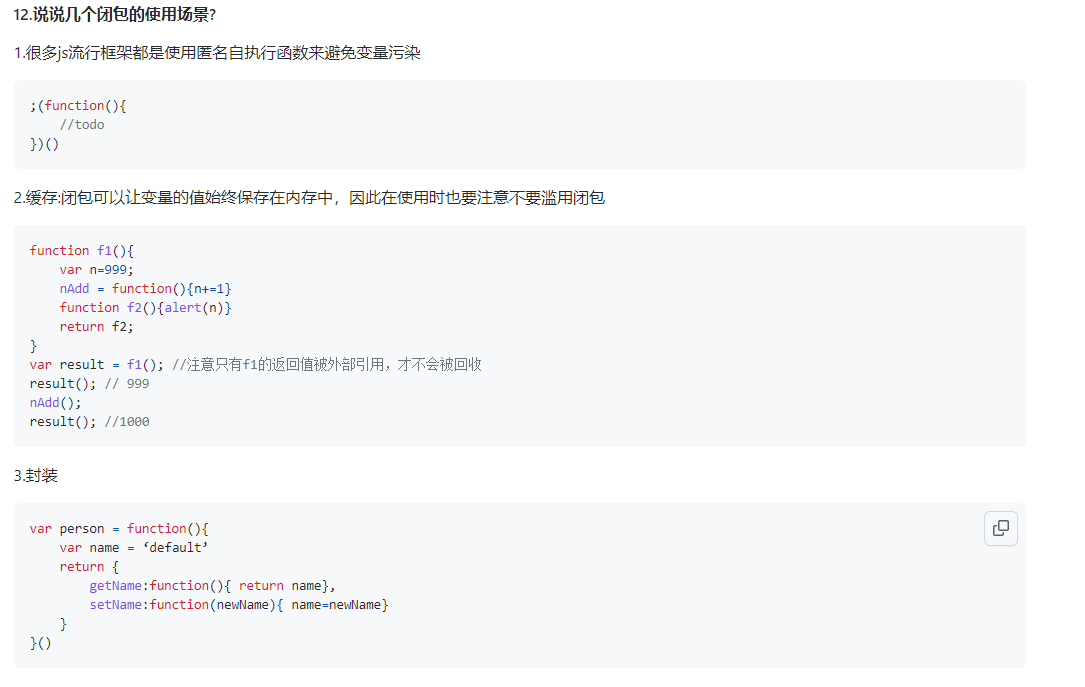 12.说说几个闭包的使用场景?
1.很多js流行框架都是使用匿名自执行函数来避免变量污染
;(function(){
    //todo
})()
2.缓存:闭包可以让变量的值始终保存在内存中，因此在使用时也要注意不要滥用闭包
function f1(){
    var n=999;
    nAdd = function(){n+=1}
    function f2(){alert(n)}
    return f2;
}
var result = f1(); //注意只有f1的返回值被外部引用，才不会被回收
result(); // 999
nAdd();
result(); //1000
3.封装
var person = function(){
    var name = ‘default’
    return {
        getName:function(){ return name},
        setName:function(newName){ name=newName}
    }
}()